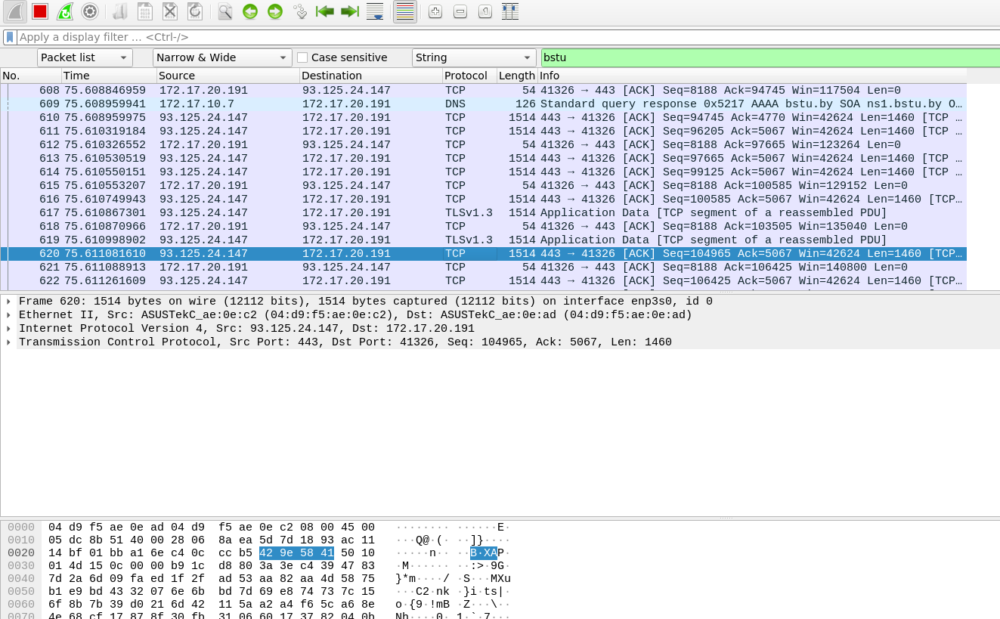 Apply a display filter … <Ctrl-/>
Packet list Narrow & Wide Case sensitive String bstu
No. Time Source Destination Protocol Length Info
608 75.608846959 172.17.20.191 93.125.24.147 TCP 54 41326 → 443 [ACK] Seq=8188 Ack=94745 Win=117504 Len=0
609 75.608959941 172.17.10.7 172.17.20.191 DNS 126 Standard query response 0x5217 AAAA bstu.by SOA ns1.bstu.by O…
610 75.608959975 93.125.24.147 172.17.20.191 TCP 1514 443 → 41326 [ACK] Seq=94745 Ack=4770 Win=42624 Len=1460 [TCP …
611 75.610319184 93.125.24.147 172.17.20.191 TCP 1514 443 → 41326 [ACK] Seq=96205 Ack=5067 Win=42624 Len=1460 [TCP …
612 75.610326552 172.17.20.191 93.125.24.147 TCP 54 41326 → 443 [ACK] Seq=8188 Ack=97665 Win=123264 Len=0
613 75.610530519 93.125.24.147 172.17.20.191 TCP 1514 443 → 41326 [ACK] Seq=97665 Ack=5067 Win=42624 Len=1460 [TCP …
614 75.610550151 93.125.24.147 172.17.20.191 TCP 1514 443 → 41326 [ACK] Seq=99125 Ack=5067 Win=42624 Len=1460 [TCP …
615 75.610553207 172.17.20.191 93.125.24.147 TCP 54 41326 → 443 [ACK] Seq=8188 Ack=100585 Win=129152 Len=0
616 75.610749943 93.125.24.147 172.17.20.191 TCP 1514 443 → 41326 [ACK] Seq=100585 Ack=5067 Win=42624 Len=1460 [TCP…
617 75.610867301 93.125.24.147 172.17.20.191 TLSv1.3 1514 Application Data [TCP segment of a reassembled PDU]
618 75.610870966 172.17.20.191 93.125.24.147 TCP 54 41326 → 443 [ACK] Seq=8188 Ack=103505 Win=135040 Len=0
619 75.610998902 93.125.24.147 172.17.20.191 TLSv1.3 1514 Application Data [TCP segment of a reassembled PDU]
620 75.611081610 93.125.24.147 172.17.20.191 TCP 1514 443 → 41326 [ACK] Seq=104965 Ack=5067 Win=42624 Len=1460 [TCP…
621 75.611088913 172.17.20.191 93.125.24.147 TCP 54 41326 → 443 [ACK] Seq=8188 Ack=106425 Win=140800 Len=0
622 75.611261609 93.125.24.147 172.17.20.191 TCP 1514 443 → 41326 [ACK] Seq=106425 Ack=5067 Win=42624 Len=1460 [TCP…
Frame 620: 1514 bytes on wire (12112 bits), 1514 bytes captured (12112 bits) on interface enp3s0, id 0
Ethernet II, Src: ASUSTekC_ae:0e:c2 (04:d9:f5:ae:0e:c2), Dst: ASUSTekC_ae:0e:ad (04:d9:f5:ae:0e:ad)
Internet Protocol Version 4, Src: 93.125.24.147, Dst: 172.17.20.191
Transmission Control Protocol, Src Port: 443, Dst Port: 41326, Seq: 104965, Ack: 5067, Len: 1460
0000 04 d9 f5 ae 0e ad 04 d9 f5 ae 0e c2 08 00 45 00 ········ ······E·
0010 05 dc 8b 51 40 00 28 06 8a ea 5d 7d 18 93 ac 11 ···Q@·(· ··]}····
0020 14 bf 01 bb a1 6e c4 0c cc b5 42 9e 58 41 50 10 ·····n·· ··B·XAP·
0030 01 4d 15 0c 00 00 b9 1c d8 80 3a 3e c4 39 47 83 ·M······ ··:>·9G·
0040 7d 2a 6d 09 fa ed 1f 2f ad 53 aa 82 aa 4d 58 75 }*m····/ ·S···MXu
0050 b1 e9 bd 43 32 07 6e 6b bd 7d 69 e8 74 73 7c 15 ···C2·nk ·}i·ts|·
0060 6f 8b 7b 39 d0 21 6d 42 11 5a a2 a4 f6 5c a6 8e o·{9·!mB ·Z···\··
0070 4e 68 cf 17 87 8f 30 fb 31 06 60 17 37 82 04 0b Nh····0· 1·`·7···